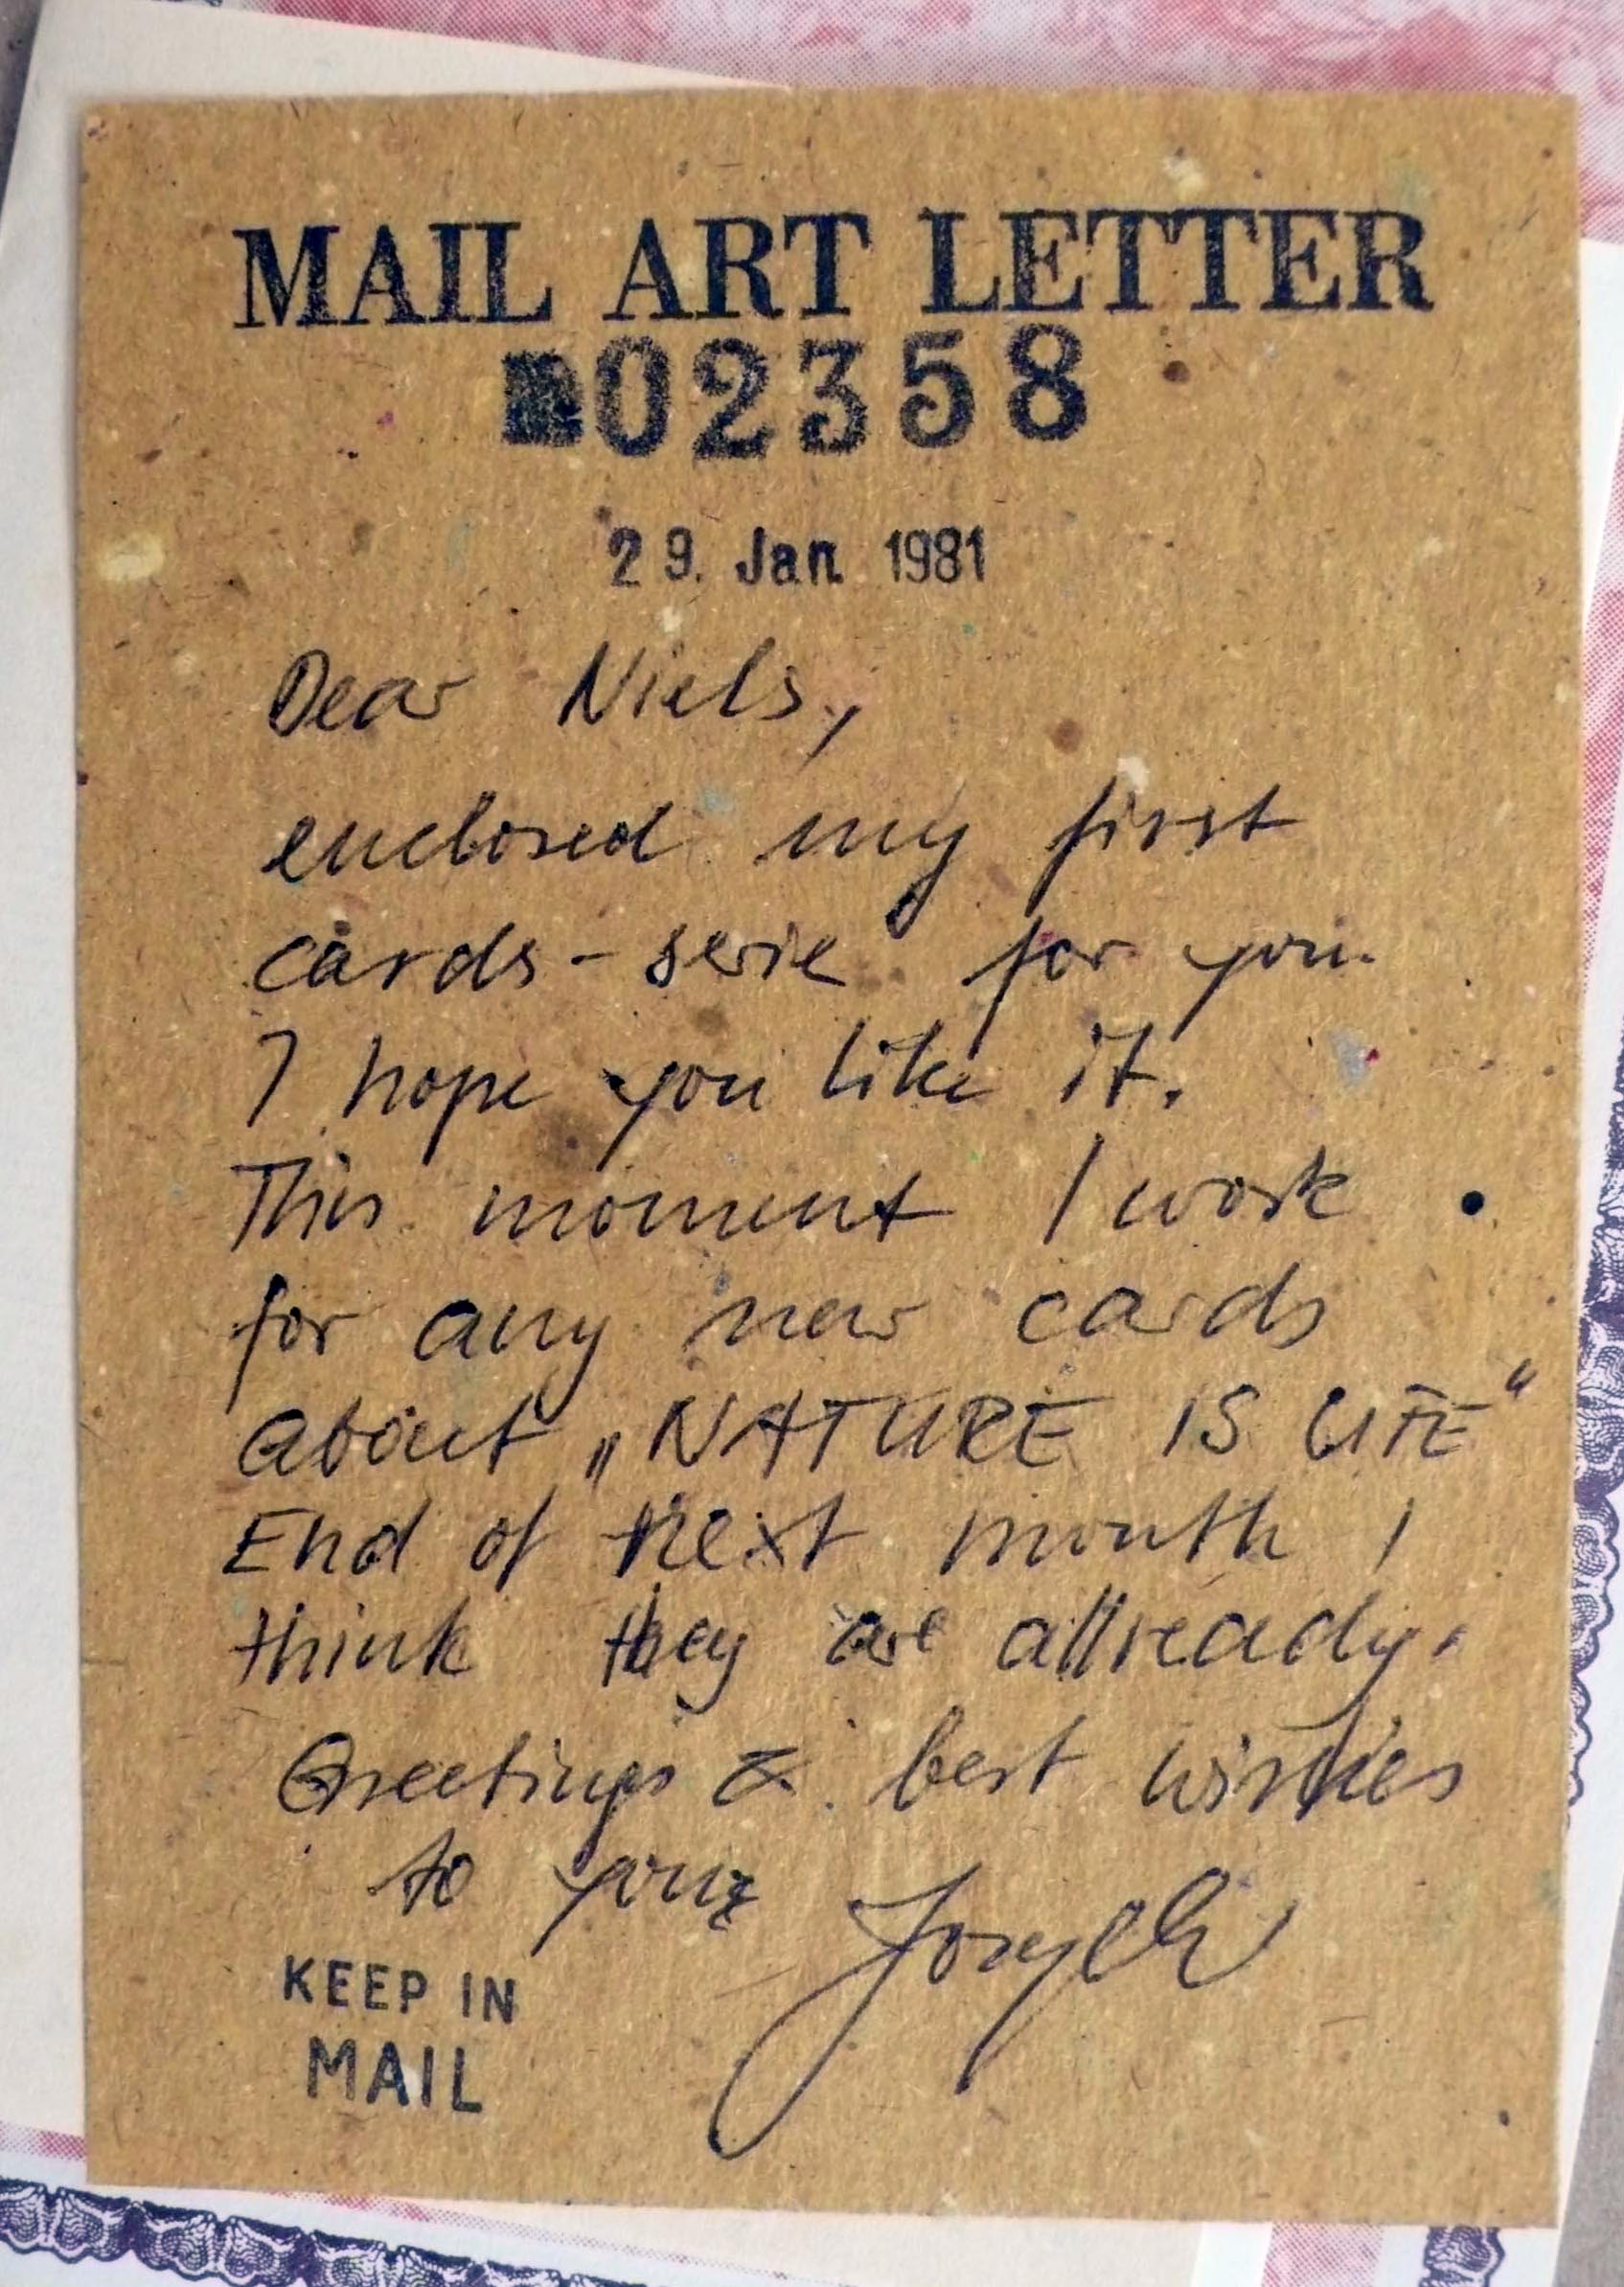 MAIL ART LETTER
02358
29. Jan. 1981
Dear Niels,
enclosed my first
cards-serie for you.
I hope you like it.
This moment I work
for any new cards
about „NATURE IS LIFE“
End of next month I
think they are allready.
Greetings & best wishes
to you
KEEP IN
MAIL